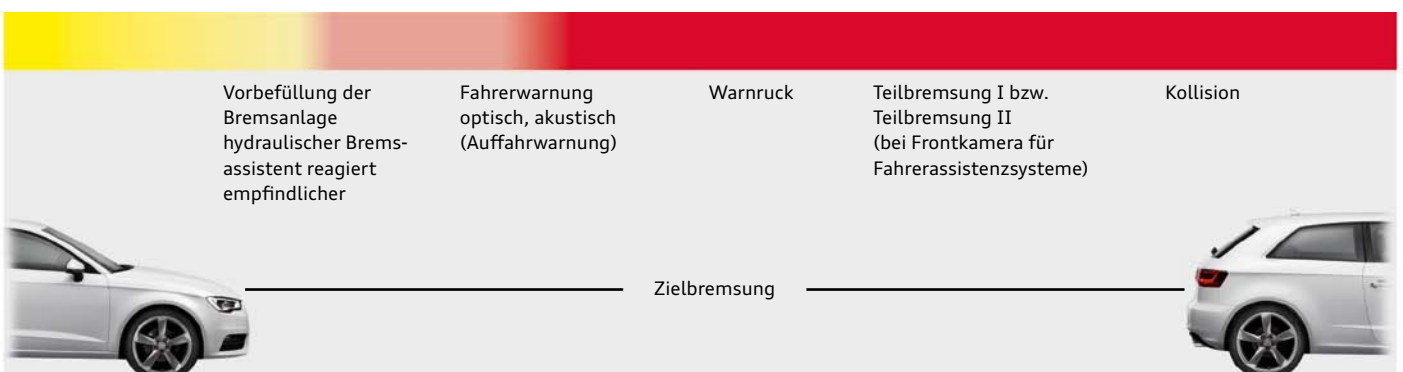 Vorbefüllung der
Bremsanlage
hydraulischer Brems-
assistent reagiert
empfindlicher
Fahrerwarnung
optisch, akustisch
(Auffahrwarnung)
Warnruck
Teilbremsung I bzw.
Teilbremsung II
(bei Frontkamera für
Fahrerassistenzsysteme)
Kollision
Zielbremsung